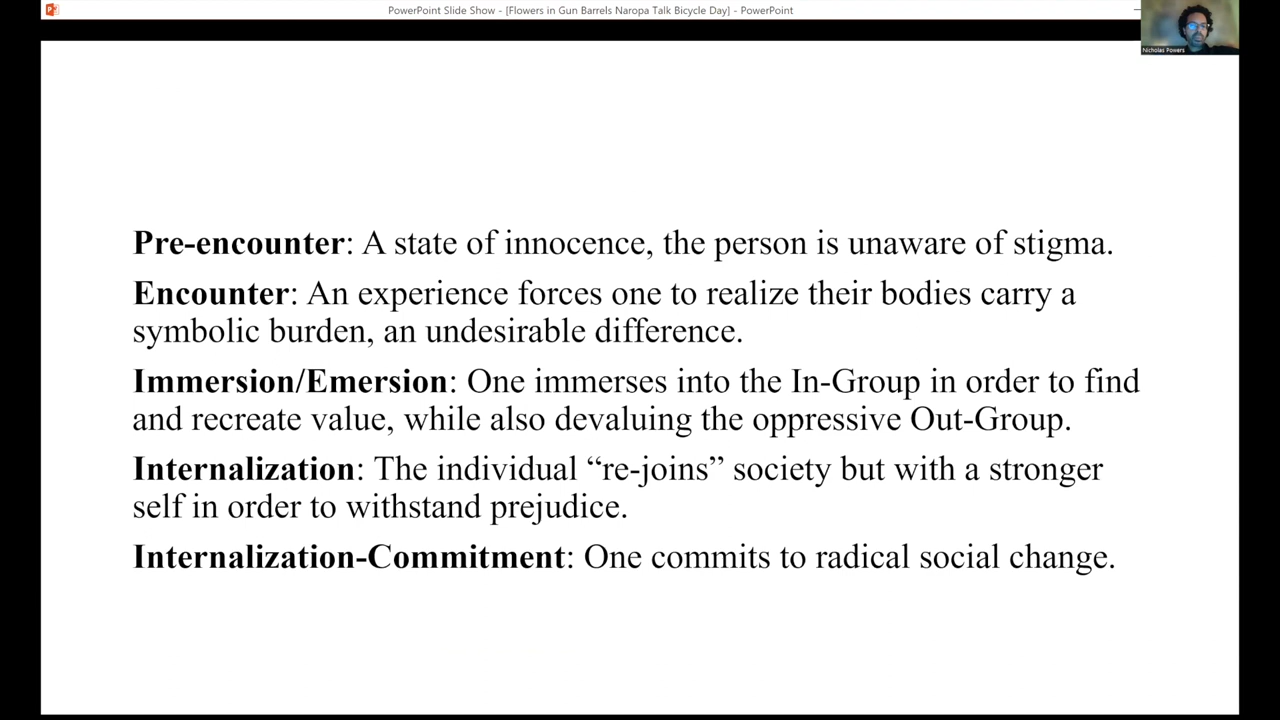 PowerPoint Slide Show - [Flowers in Gun Barrels Naropa Talk Bicycle Day] - PowerPoint
Nicholas Powers
Pre-encounter: A state of innocence, the person is unaware of stigma.
Encounter: An experience forces one to realize their bodies carry a
symbolic burden, an undesirable difference.
Immersion/Emersion: One immerses into the In-Group in order to find
and recreate value, while also devaluing the oppressive Out-Group.
Internalization: The individual “re-joins” society but with a stronger
self in order to withstand prejudice.
Internalization-Commitment: One commits to radical social change.